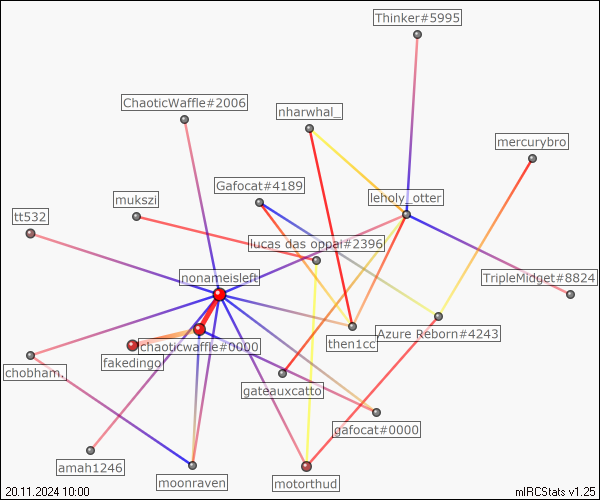 Thinker#5995
ChaoticWaffle#2006
nharwhal_
mercurybro
Gafocat#4189
mukszi
leholy_otter
tt532
lucas das oppai#2396
nonameisleft
TripleMidget#8824
Azure Reborn#4243
then1cc
chaoticwaffle#0000
fakedingo
chobham.
gateauxcatto
gafocat#0000
amah1246
moonraven
motorthud
20.11.2024 10:00
mIRCStats v1.25